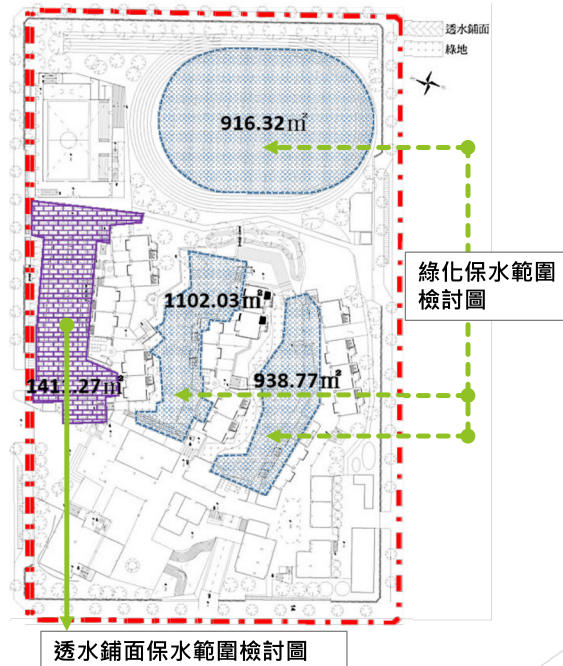 透水鋪面
綠地
916.32㎡
綠化保水範圍
檢討圖
1102.03㎡
938.77㎡
透水鋪面保水範圍檢討圖